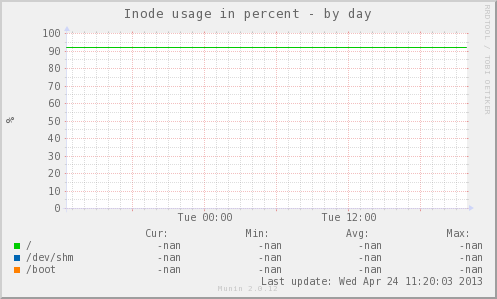 Inode usage in percent - by day
RRDTOOL / TOBI OETIKER
100
90
80
70
60
50
40
30
20
10
0
%
Tue 00:00 Tue 12:00
Cur: Min: Avg: Max:
/ -nan -nan -nan -nan
/dev/shm -nan -nan -nan -nan
/boot -nan -nan -nan -nan
Last update: Wed Apr 24 11:20:03 2013
Munin 2.0.12